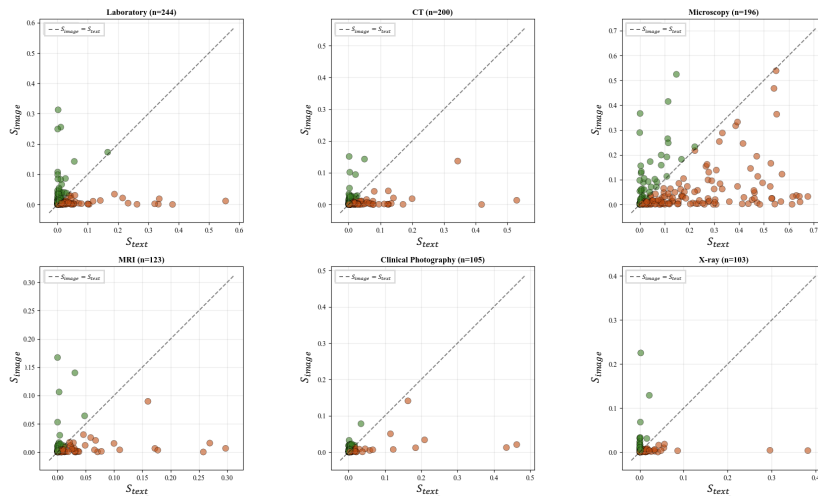 Laboratory (n=244)
S_image = S_text
0.6
0.5
0.4
0.3
0.2
0.1
0.0
S_image
0.0 0.1 0.2 0.3 0.4 0.5 0.6
S_text
CT (n=200)
S_image = S_text
0.5
0.4
0.3
0.2
0.1
0.0
S_image
0.0 0.1 0.2 0.3 0.4 0.5
S_text
Microscopy (n=196)
S_image = S_text
0.7
0.6
0.5
0.4
0.3
0.2
0.1
0.0
S_image
0.0 0.1 0.2 0.3 0.4 0.5 0.6 0.7
S_text
MRI (n=123)
S_image = S_text
0.30
0.25
0.20
0.15
0.10
0.05
0.00
S_image
0.00 0.05 0.10 0.15 0.20 0.25 0.30
S_text
Clinical Photography (n=105)
S_image = S_text
0.5
0.4
0.3
0.2
0.1
0.0
S_image
0.0 0.1 0.2 0.3 0.4 0.5
S_text
X-ray (n=103)
S_image = S_text
0.4
0.3
0.2
0.1
0.0
S_image
0.0 0.1 0.2 0.3 0.4
S_text